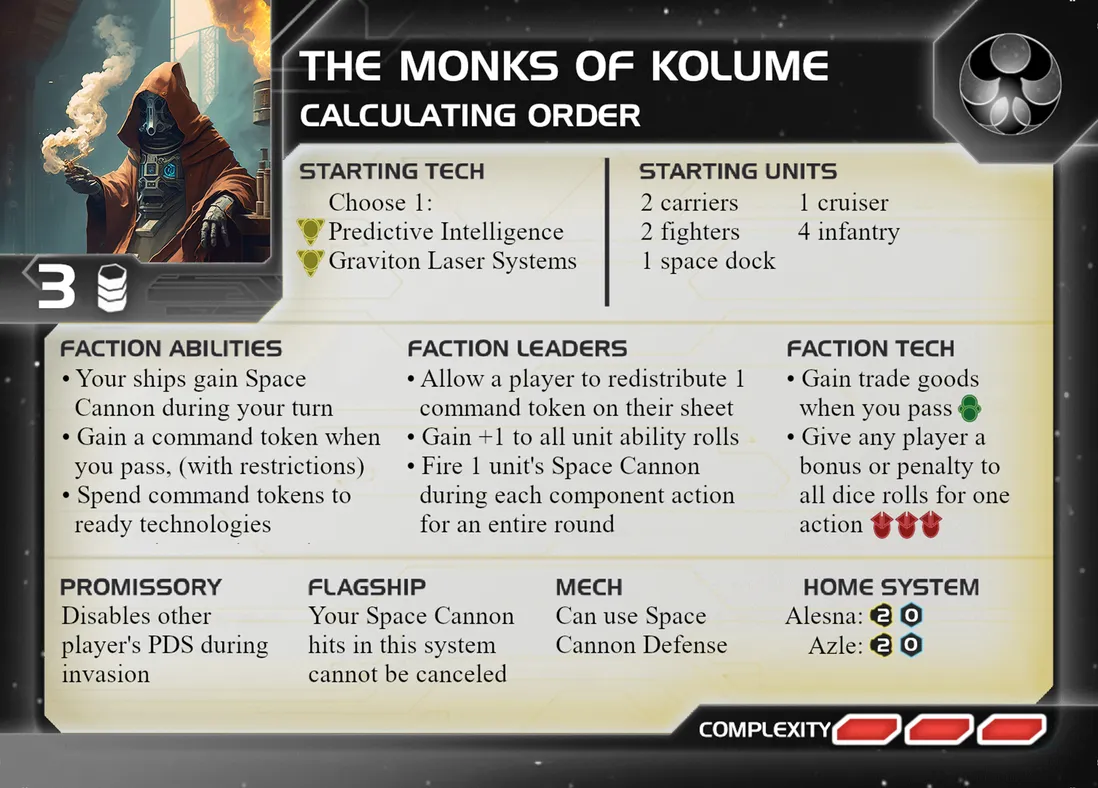 THE MONKS OF KOLUME
CALCULATING ORDER
3
STARTING TECH
Choose 1:
Predictive Intelligence
Graviton Laser Systems
STARTING UNITS
2 carriers 1 cruiser
2 fighters 4 infantry
1 space dock
FACTION ABILITIES
• Your ships gain Space
Cannon during your turn
• Gain a command token when
you pass, (with restrictions)
• Spend command tokens to
ready technologies
FACTION LEADERS
• Allow a player to redistribute 1
command token on their sheet
• Gain +1 to all unit ability rolls
• Fire 1 unit's Space Cannon
during each component action
for an entire round
FACTION TECH
• Gain trade goods
when you pass
• Give any player a
bonus or penalty to
all dice rolls for one
action
PROMISSORY
Disables other
player's PDS during
invasion
FLAGSHIP
Your Space Cannon
hits in this system
cannot be canceled
MECH
Can use Space
Cannon Defense
HOME SYSTEM
Alesna: 2 0
Azle: 2 0
COMPLEXITY